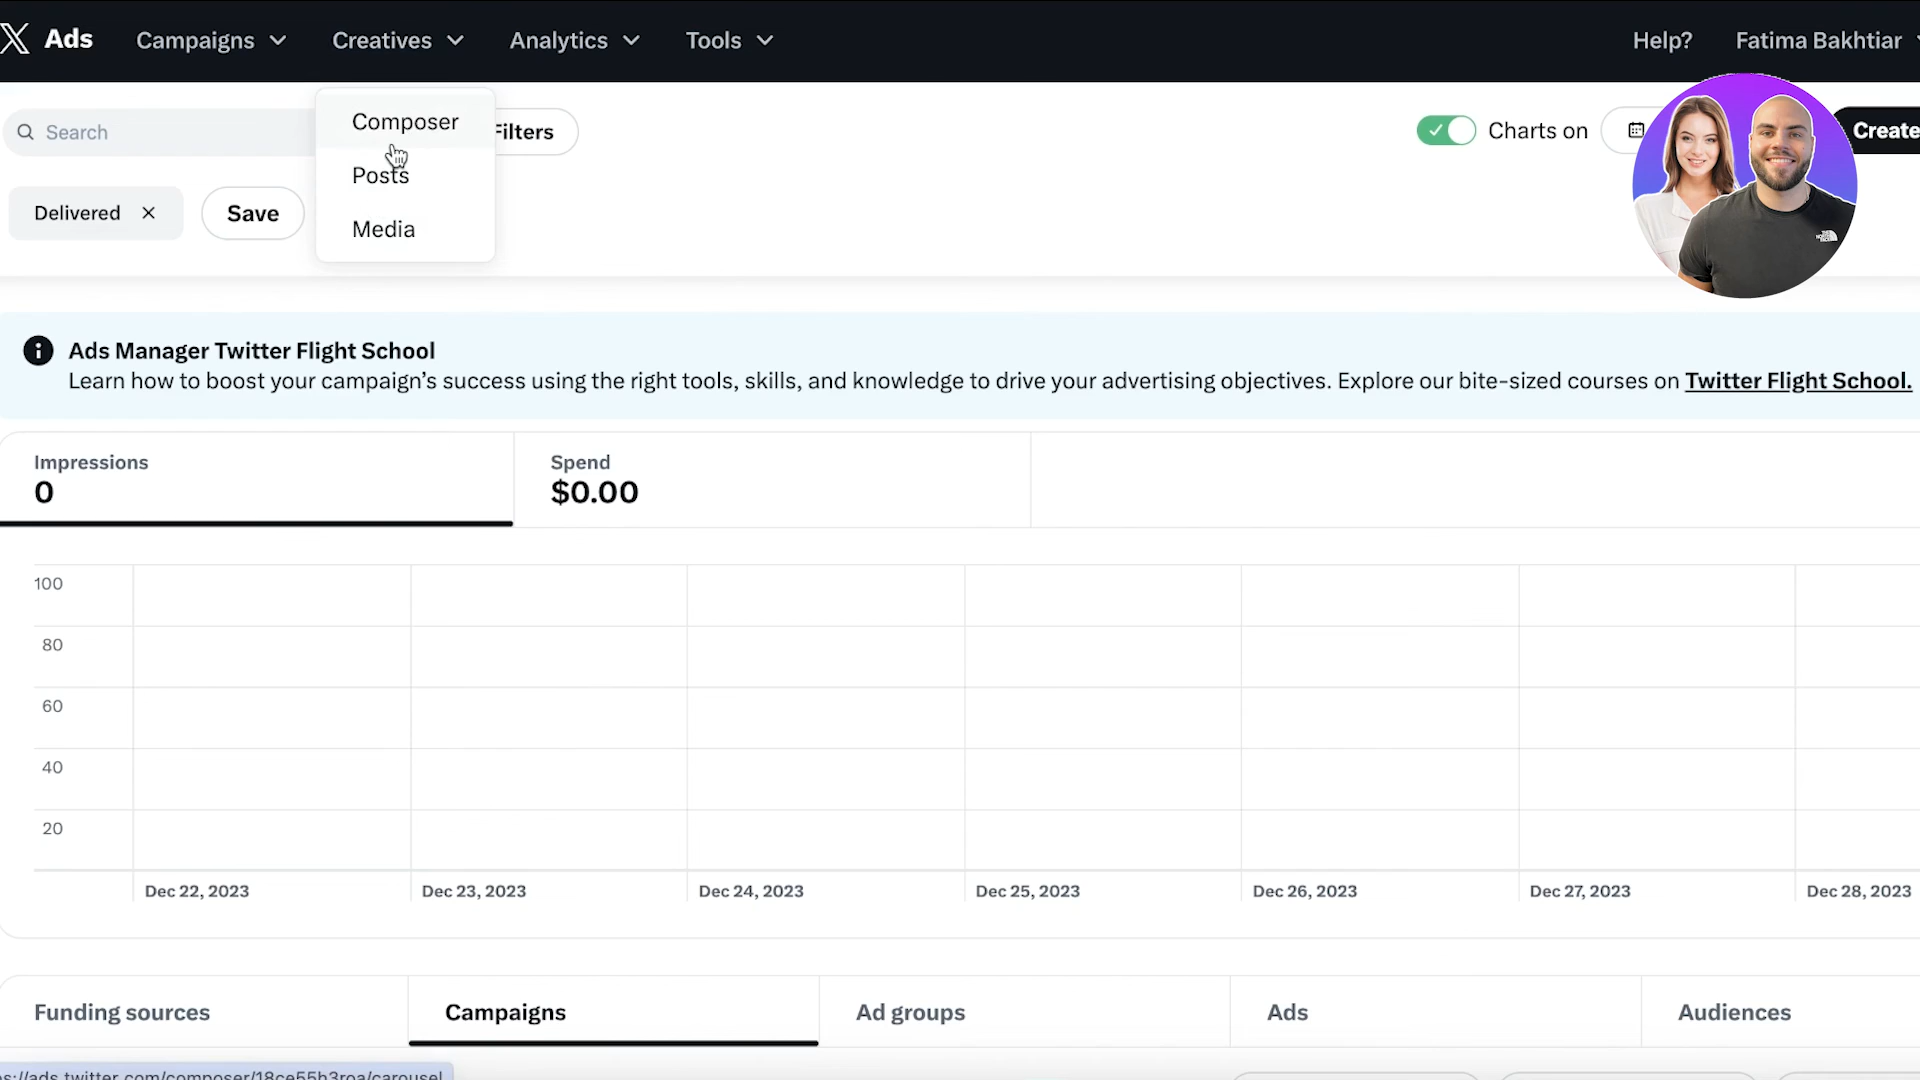 X Ads Campaigns Creatives Analytics Tools Help? Fatima Bakhtiar
Search
Composer
Posts
Media
Filters
Charts on
Create
Delivered ×
Save
Ads Manager Twitter Flight School
Learn how to boost your campaign’s success using the right tools, skills, and knowledge to drive your advertising objectives. Explore our bite-sized courses on Twitter Flight School.
Impressions
0
Spend
$0.00
100
80
60
40
20
Dec 22, 2023 Dec 23, 2023 Dec 24, 2023 Dec 25, 2023 Dec 26, 2023 Dec 27, 2023 Dec 28, 2023
Funding sources Campaigns Ad groups Ads Audiences